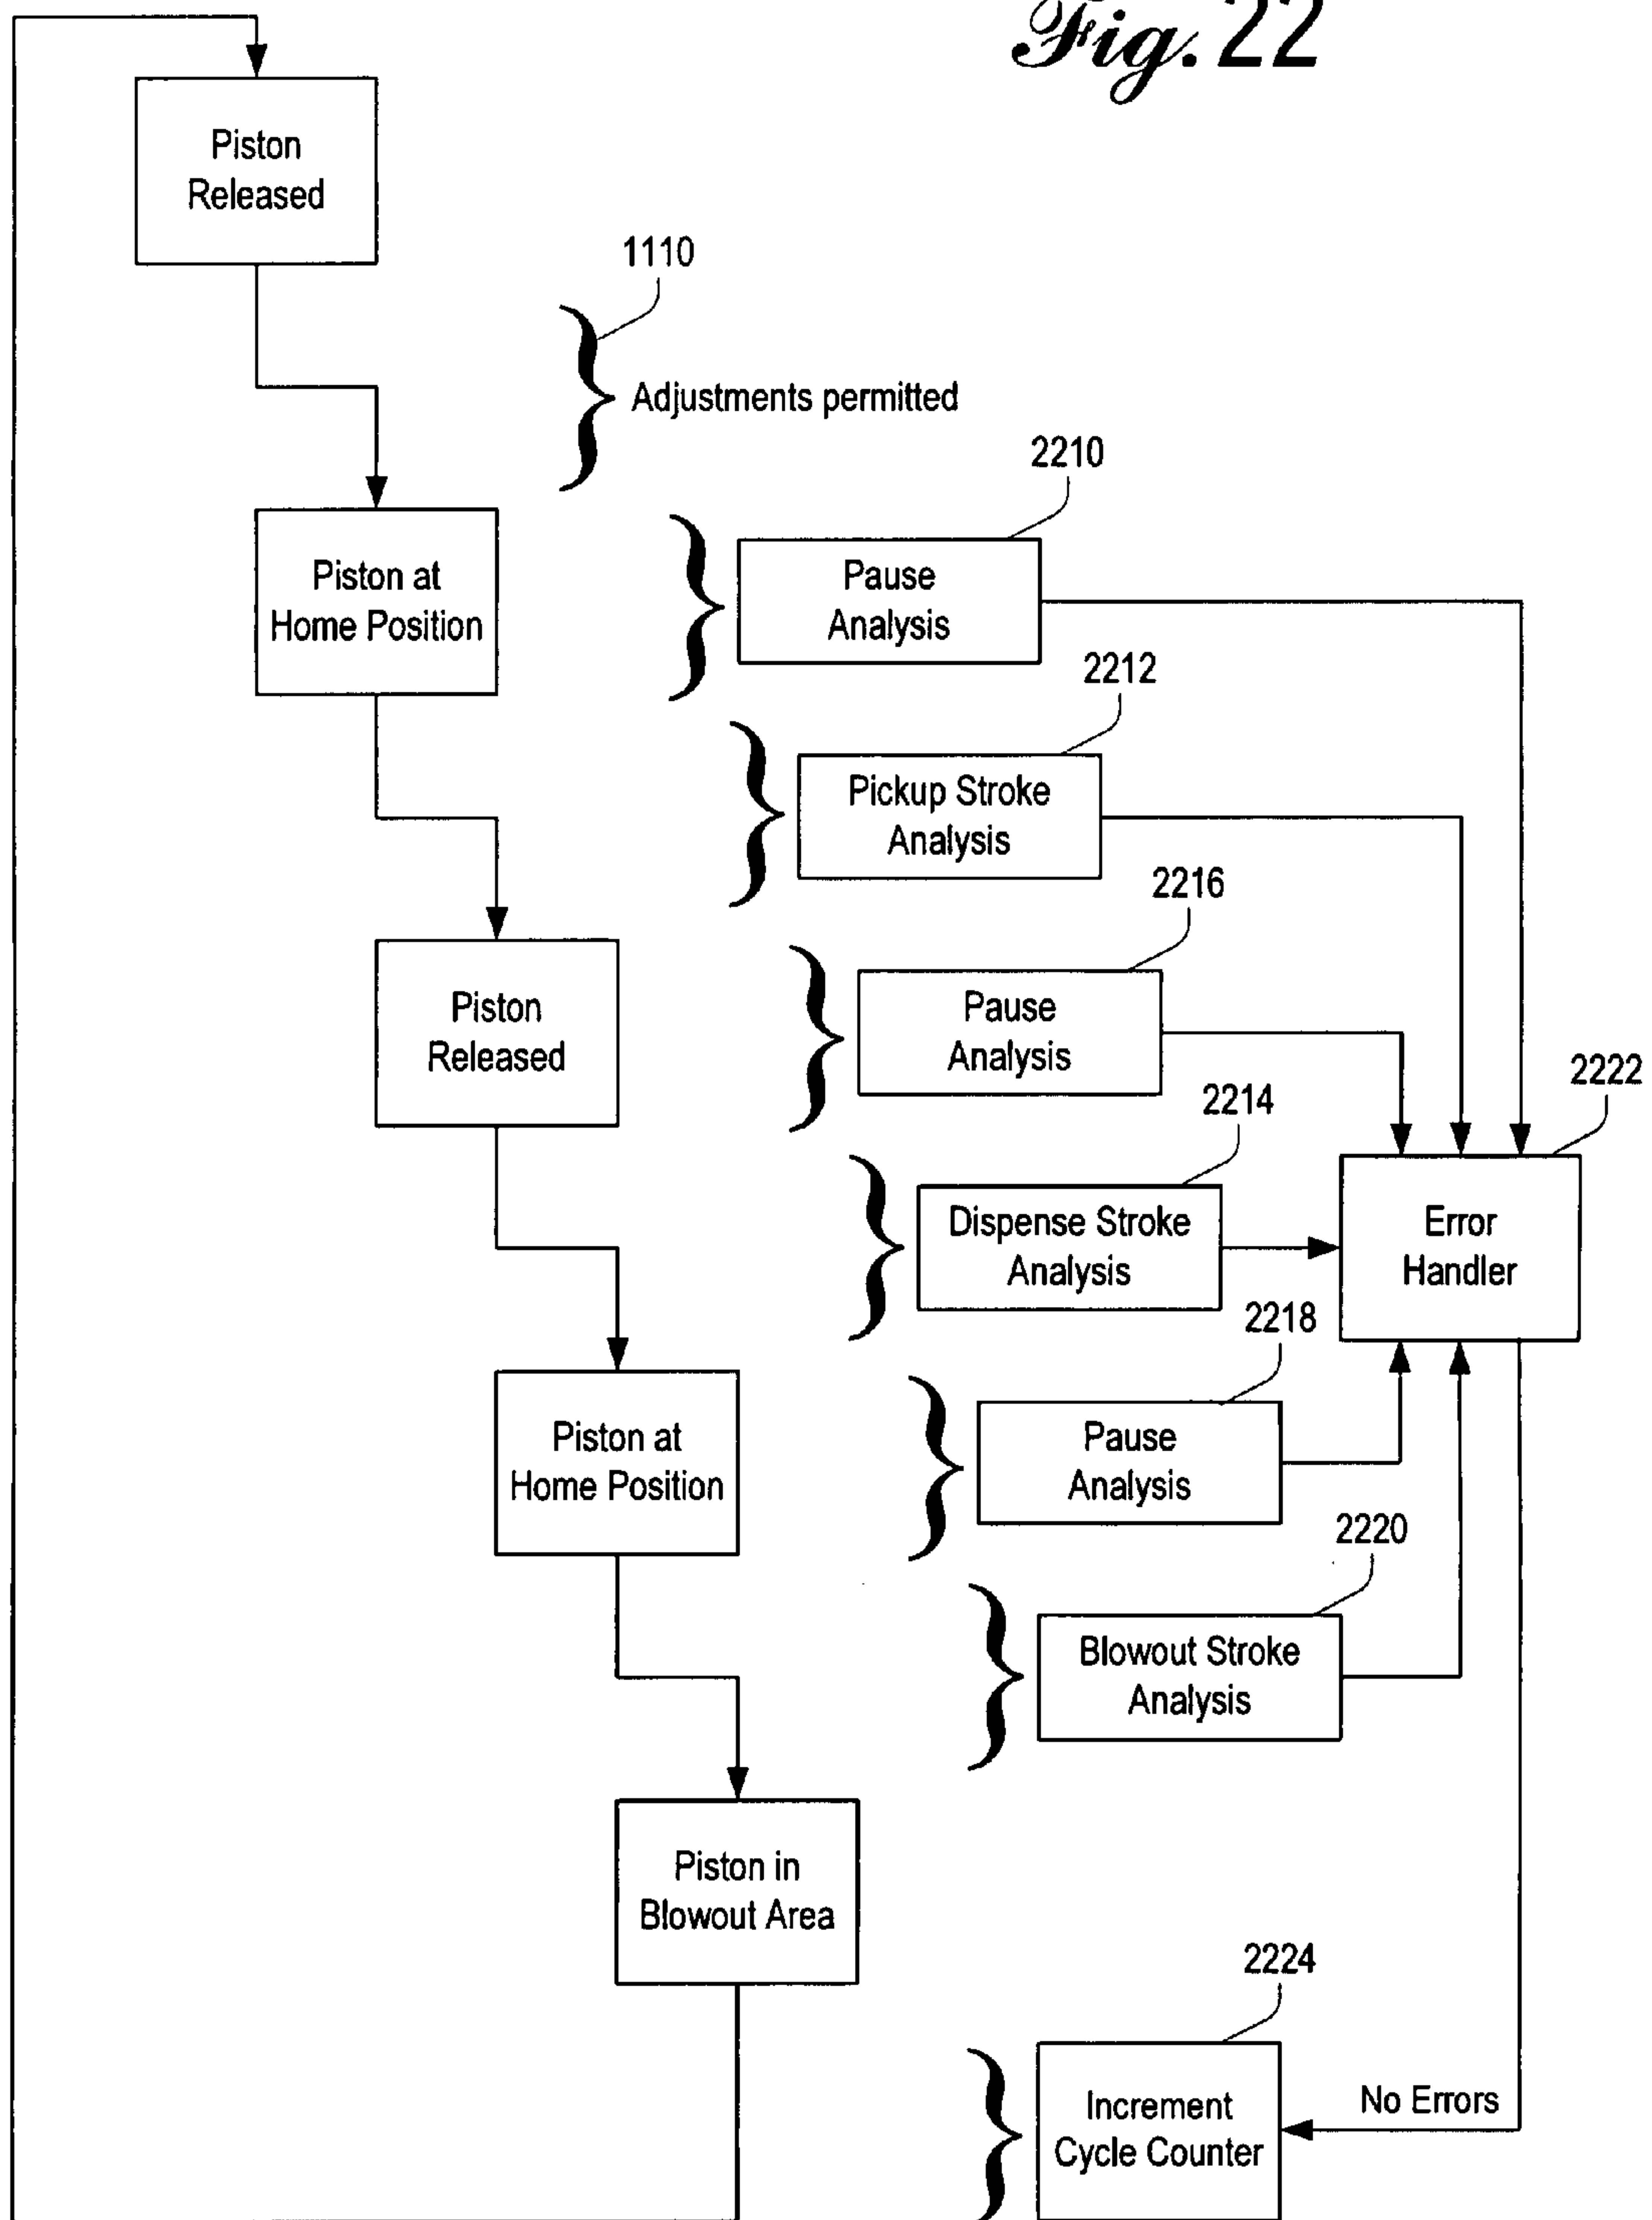 Fig. 22
Piston
Released
1110
Adjustments permitted
2210
Piston at
Home Position
Pause
Analysis
2212
Pickup Stroke
Analysis
2216
Piston
Released
Pause
Analysis
2222
2214
Dispense Stroke
Analysis
Error
Handler
2218
Piston at
Home Position
Pause
Analysis
2220
Blowout Stroke
Analysis
Piston in
Blowout Area
2224
Increment
Cycle Counter
No Errors